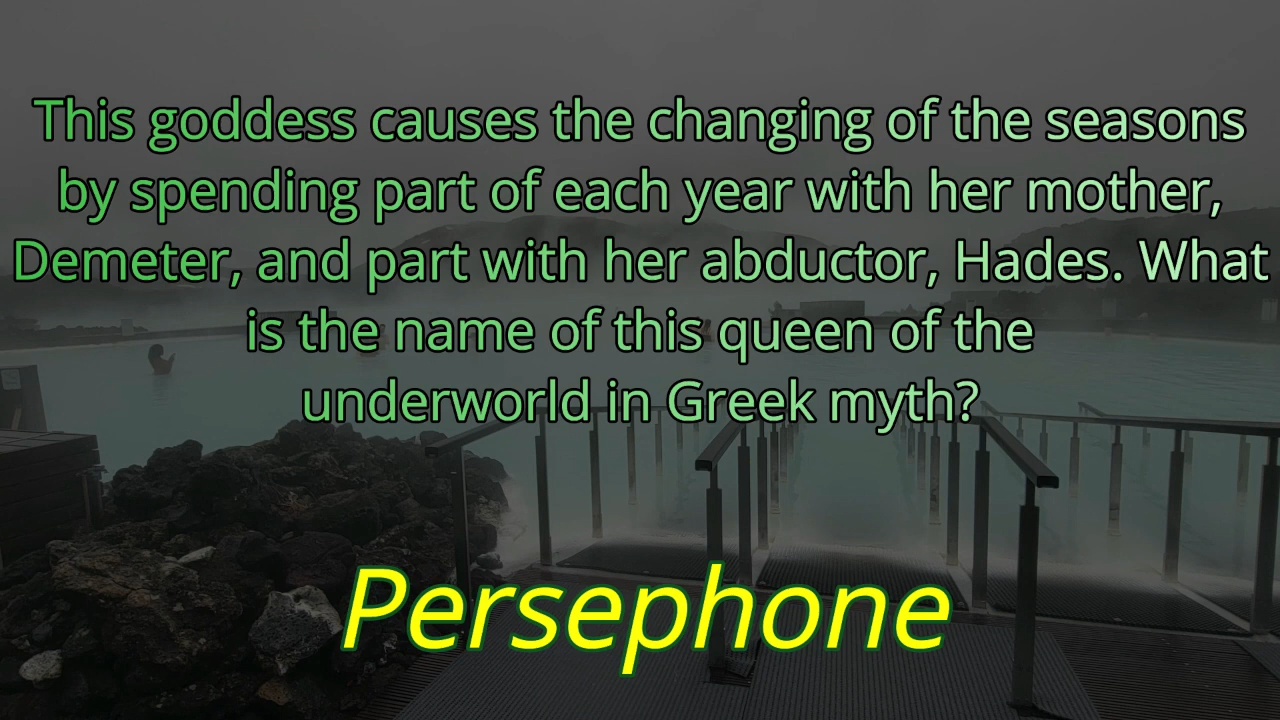 This goddess causes the changing of the seasons
by spending part of each year with her mother,
Demeter, and part with her abductor, Hades. What
is the name of this queen of the
underworld in Greek myth?
Persephone